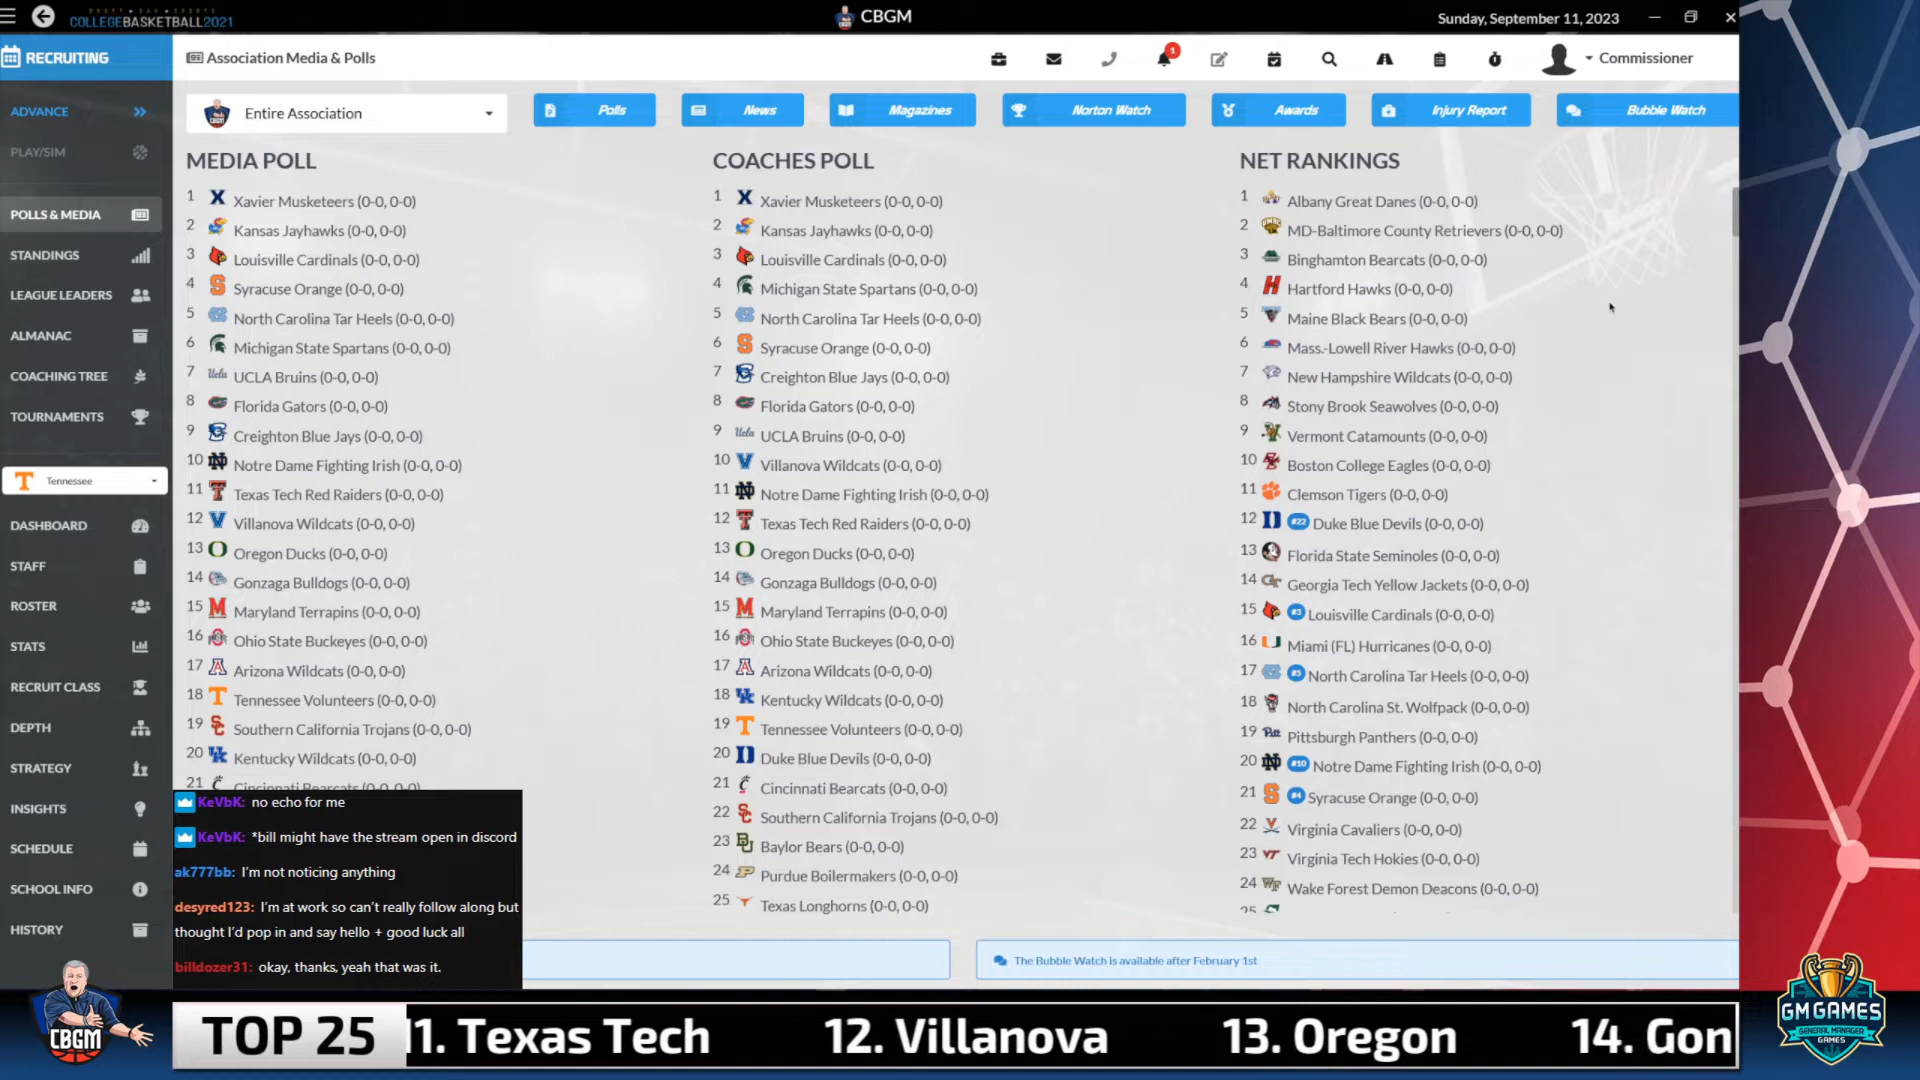 DRAFT DAY SPORTS
COLLEGEBASKETBALL2021
CBGM
Sunday, September 11, 2023
RECRUITING
Association Media & Polls
1
Commissioner
Entire Association
Polls
News
Magazines
Norton Watch
Awards
Injury Report
Bubble Watch
ADVANCE
PLAY/SIM
POLLS & MEDIA
STANDINGS
LEAGUE LEADERS
ALMANAC
COACHING TREE
TOURNAMENTS
Tennessee
DASHBOARD
STAFF
ROSTER
STATS
RECRUIT CLASS
DEPTH
STRATEGY
INSIGHTS
SCHEDULE
SCHOOL INFO
HISTORY
MEDIA POLL
1 Xavier Musketeers (0-0, 0-0)
2 Kansas Jayhawks (0-0, 0-0)
3 Louisville Cardinals (0-0, 0-0)
4 Syracuse Orange (0-0, 0-0)
5 North Carolina Tar Heels (0-0, 0-0)
6 Michigan State Spartans (0-0, 0-0)
7 UCLA Bruins (0-0, 0-0)
8 Florida Gators (0-0, 0-0)
9 Creighton Blue Jays (0-0, 0-0)
10 Notre Dame Fighting Irish (0-0, 0-0)
11 Texas Tech Red Raiders (0-0, 0-0)
12 Villanova Wildcats (0-0, 0-0)
13 Oregon Ducks (0-0, 0-0)
14 Gonzaga Bulldogs (0-0, 0-0)
15 Maryland Terrapins (0-0, 0-0)
16 Ohio State Buckeyes (0-0, 0-0)
17 Arizona Wildcats (0-0, 0-0)
18 Tennessee Volunteers (0-0, 0-0)
19 Southern California Trojans (0-0, 0-0)
20 Kentucky Wildcats (0-0, 0-0)
21 Cincinnati Bearcats (0-0, 0-0)
COACHES POLL
1 Xavier Musketeers (0-0, 0-0)
2 Kansas Jayhawks (0-0, 0-0)
3 Louisville Cardinals (0-0, 0-0)
4 Michigan State Spartans (0-0, 0-0)
5 North Carolina Tar Heels (0-0, 0-0)
6 Syracuse Orange (0-0, 0-0)
7 Creighton Blue Jays (0-0, 0-0)
8 Florida Gators (0-0, 0-0)
9 UCLA Bruins (0-0, 0-0)
10 Villanova Wildcats (0-0, 0-0)
11 Notre Dame Fighting Irish (0-0, 0-0)
12 Texas Tech Red Raiders (0-0, 0-0)
13 Oregon Ducks (0-0, 0-0)
14 Gonzaga Bulldogs (0-0, 0-0)
15 Maryland Terrapins (0-0, 0-0)
16 Ohio State Buckeyes (0-0, 0-0)
17 Arizona Wildcats (0-0, 0-0)
18 Kentucky Wildcats (0-0, 0-0)
19 Tennessee Volunteers (0-0, 0-0)
20 Duke Blue Devils (0-0, 0-0)
21 Cincinnati Bearcats (0-0, 0-0)
22 Southern California Trojans (0-0, 0-0)
23 Baylor Bears (0-0, 0-0)
24 Purdue Boilermakers (0-0, 0-0)
25 Texas Longhorns (0-0, 0-0)
NET RANKINGS
1 Albany Great Danes (0-0, 0-0)
2 MD-Baltimore County Retrievers (0-0, 0-0)
3 Binghamton Bearcats (0-0, 0-0)
4 Hartford Hawks (0-0, 0-0)
5 Maine Black Bears (0-0, 0-0)
6 Mass.-Lowell River Hawks (0-0, 0-0)
7 New Hampshire Wildcats (0-0, 0-0)
8 Stony Brook Seawolves (0-0, 0-0)
9 Vermont Catamounts (0-0, 0-0)
10 Boston College Eagles (0-0, 0-0)
11 Clemson Tigers (0-0, 0-0)
12 #22 Duke Blue Devils (0-0, 0-0)
13 Florida State Seminoles (0-0, 0-0)
14 Georgia Tech Yellow Jackets (0-0, 0-0)
15 #3 Louisville Cardinals (0-0, 0-0)
16 Miami (FL) Hurricanes (0-0, 0-0)
17 #5 North Carolina Tar Heels (0-0, 0-0)
18 North Carolina St. Wolfpack (0-0, 0-0)
19 Pittsburgh Panthers (0-0, 0-0)
20 #10 Notre Dame Fighting Irish (0-0, 0-0)
21 #4 Syracuse Orange (0-0, 0-0)
22 Virginia Cavaliers (0-0, 0-0)
23 Virginia Tech Hokies (0-0, 0-0)
24 Wake Forest Demon Deacons (0-0, 0-0)
25
KeVbK: no echo for me
KeVbK: *bill might have the stream open in discord
ak777bb: I'm not noticing anything
desyred123: I'm at work so can't really follow along but
thought I'd pop in and say hello + good luck all
billdozer31: okay, thanks, yeah that was it.
The Bubble Watch is available after February 1st
CBGM
TOP 25
11. Texas Tech 12. Villanova 13. Oregon 14. Gon
GM GAMES
GENERAL MANAGER
GAMES